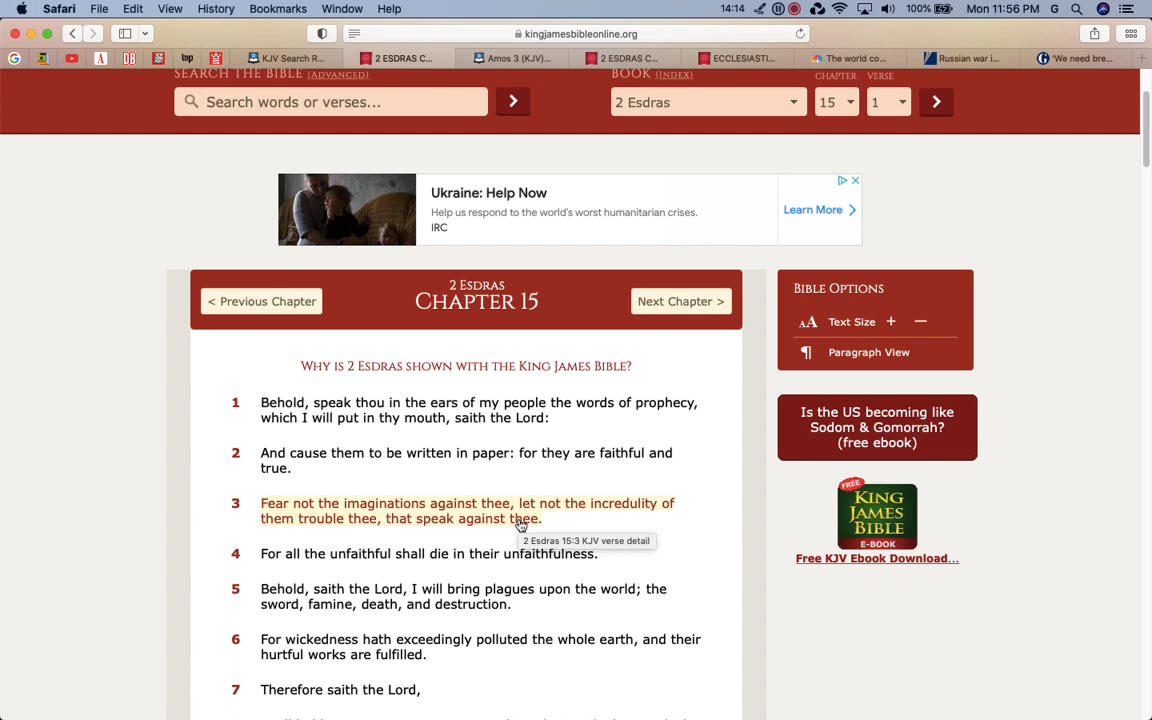 Safari File Edit View History Bookmarks Window Help 14:14 100% Mon 11:56 PM G
kingjamesbibleonline.org
G A DB top KJV Search R... 2 ESDRAS C... Amos 3 (KJV)... 2 ESDRAS C... ECCLESIASTI... The world co... Russian war i... 'We need bre...
SEARCH THE BIBLE (ADVANCED) BOOK (INDEX) CHAPTER VERSE
Search words or verses... 2 Esdras 15 1
Ukraine: Help Now
Help us respond to the world's worst humanitarian crises.
IRC
Learn More
2 ESDRAS
< Previous Chapter CHAPTER 15 Next Chapter >
WHY IS 2 ESDRAS SHOWN WITH THE KING JAMES BIBLE?
1 Behold, speak thou in the ears of my people the words of prophecy,
which I will put in thy mouth, saith the Lord:
2 And cause them to be written in paper: for they are faithful and
true.
3 Fear not the imaginations against thee, let not the incredulity of
them trouble thee, that speak against thee.
2 Esdras 15:3 KJV verse detail
4 For all the unfaithful shall die in their unfaithfulness.
5 Behold, saith the Lord, I will bring plagues upon the world; the
sword, famine, death, and destruction.
6 For wickedness hath exceedingly polluted the whole earth, and their
hurtful works are fulfilled.
7 Therefore saith the Lord,
BIBLE OPTIONS
AA Text Size + −
¶ Paragraph View
Is the US becoming like
Sodom & Gomorrah?
(free ebook)
FREE
KING
JAMES
BIBLE
E-BOOK
Free KJV Ebook Download...